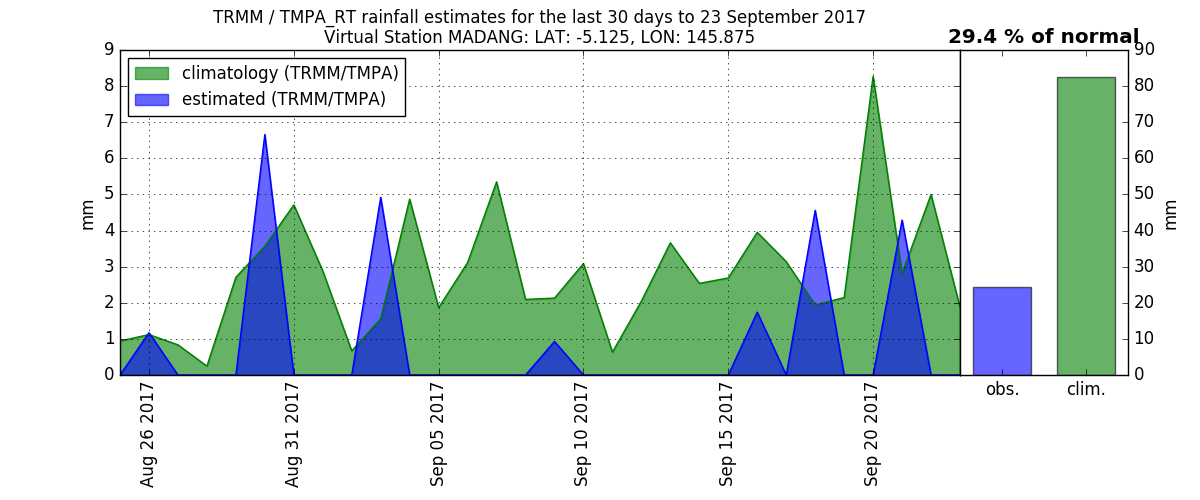 TRMM / TMPA_RT rainfall estimates for the last 30 days to 23 September 2017
Virtual Station MADANG: LAT: -5.125, LON: 145.875
29.4 % of normal
climatology (TRMM/TMPA)
estimated (TRMM/TMPA)
mm
9
8
7
6
5
4
3
2
1
0
Aug 26 2017
Aug 31 2017
Sep 05 2017
Sep 10 2017
Sep 15 2017
Sep 20 2017
90
80
70
60
50
40
30
20
10
0
mm
obs.
clim.